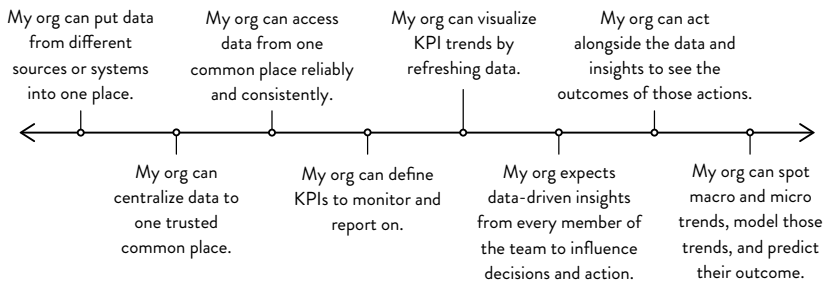 My org can put data
from different
sources or systems
into one place.
My org can
centralize data to
one trusted
common place.
My org can access
data from one
common place reliably
and consistently.
My org can define
KPIs to monitor and
report on.
My org can visualize
KPI trends by
refreshing data.
My org expects
data-driven insights
from every member of
the team to influence
decisions and action.
My org can act
alongside the data and
insights to see the
outcomes of those actions.
My org can spot
macro and micro
trends, model those
trends, and predict
their outcome.